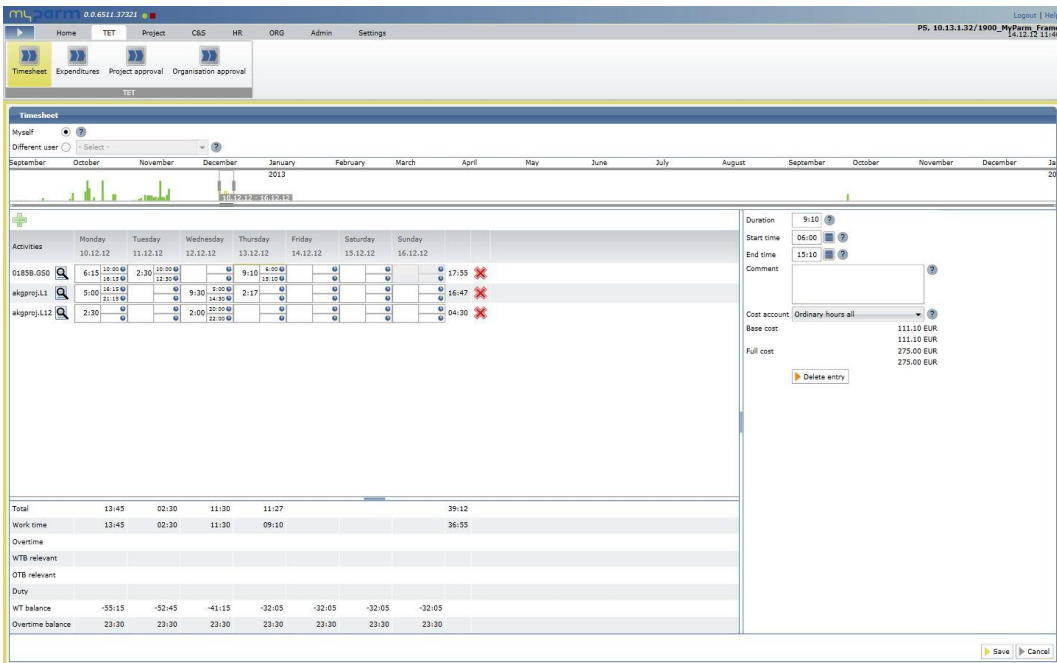 myparm 0.0.6511.37321
Logout | Help
Home TET Project C&S HR ORG Admin Settings
PS, 10.13.1.32/1900_MyParm_Frame
14.12.12 11:40
Timesheet Expenditures Project approval Organisation approval
TET
Timesheet
Myself
Different user - Select -
September October November December January February March April May June July August September October November December Ja
2013 20
10.12.12 - 16.12.12
Activities Monday Tuesday Wednesday Thursday Friday Saturday Sunday
10.12.12 11.12.12 12.12.12 13.12.12 14.12.12 15.12.12 16.12.12
0185B.GS0 6:15 10:00 16:15 2:30 10:00 12:30 9:10 6:00 15:10 17:55
akgproj.L1 5:00 16:15 21:15 9:30 5:00 14:30 2:17 16:47
akgproj.L12 2:30 2:00 20:00 22:00 04:30
Duration 9:10
Start time 06:00
End time 15:10
Comment
Cost account Ordinary hours all
Base cost 111.10 EUR
111.10 EUR
Full cost 275.00 EUR
275.00 EUR
Delete entry
Total 13:45 02:30 11:30 11:27 39:12
Work time 13:45 02:30 11:30 09:10 36:55
Overtime
WTB relevant
OTB relevant
Duty
WT balance -55:15 -52:45 -41:15 -32:05 -32:05 -32:05 -32:05
Overtime balance 23:30 23:30 23:30 23:30 23:30 23:30 23:30
Save Cancel